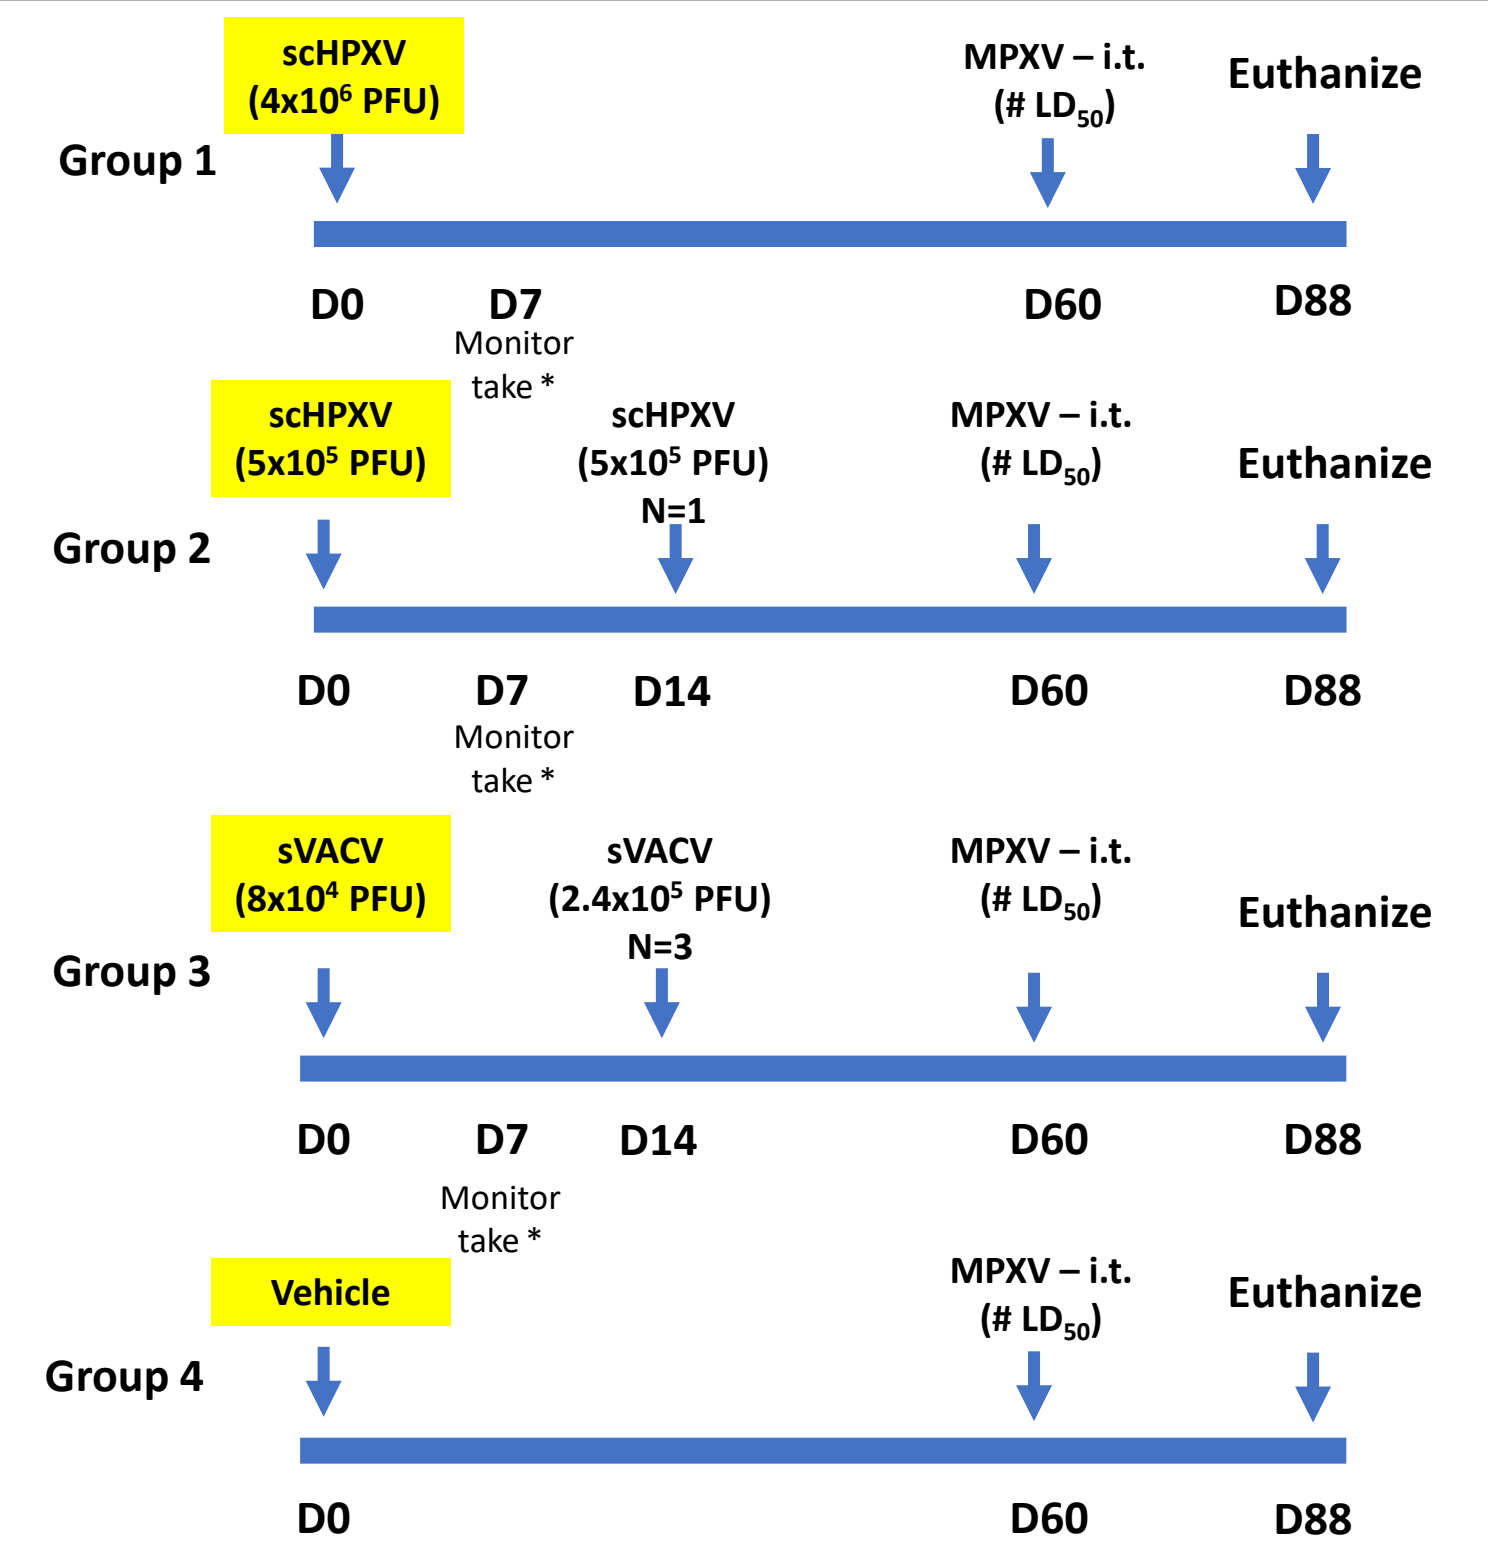 scHPXV
(4x10⁶ PFU)
MPXV – i.t.
(# LD₅₀)
Euthanize
Group 1
D0
D7
D60
D88
Monitor
take *
scHPXV
(5x10⁵ PFU)
scHPXV
(5x10⁵ PFU)
N=1
MPXV – i.t.
(# LD₅₀)
Euthanize
Group 2
D0
D7
D14
D60
D88
Monitor
take *
sVACV
(8x10⁴ PFU)
sVACV
(2.4x10⁵ PFU)
N=3
MPXV – i.t.
(# LD₅₀)
Euthanize
Group 3
D0
D7
D14
D60
D88
Monitor
take *
Vehicle
MPXV – i.t.
(# LD₅₀)
Euthanize
Group 4
D0
D60
D88